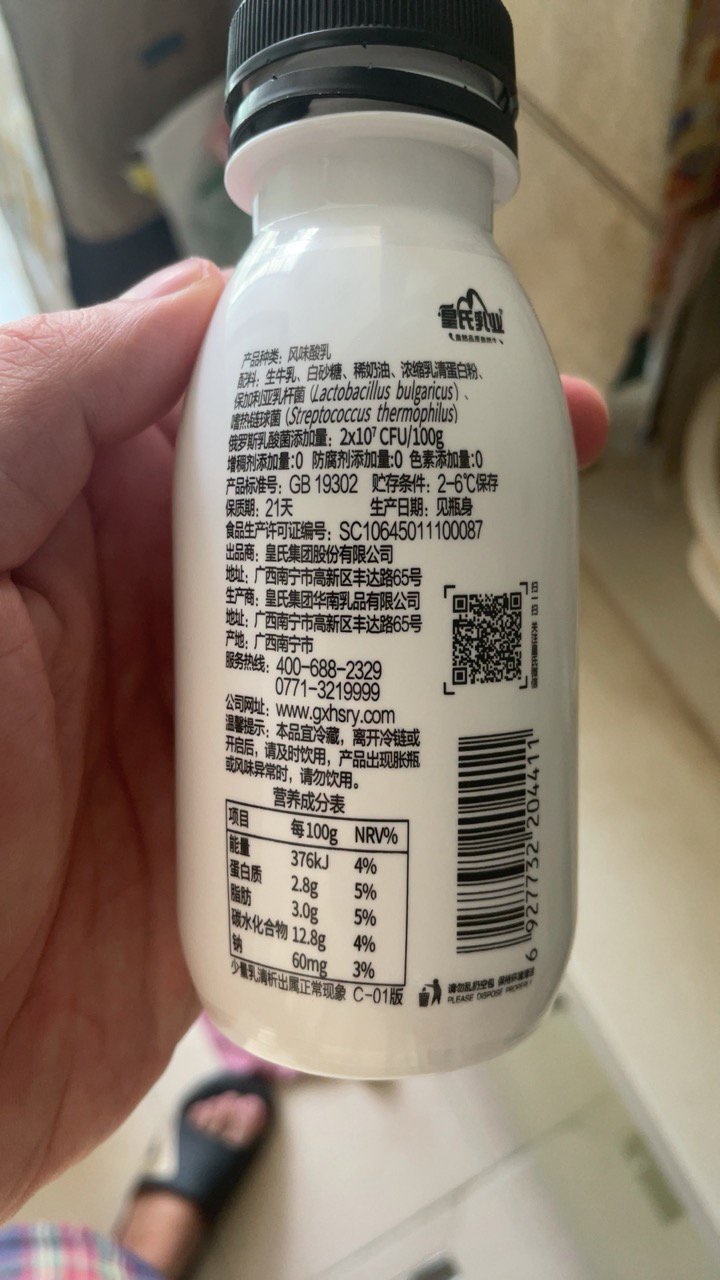 皇氏乳业
产品种类：风味酸乳
配料：生牛乳、白砂糖、稀奶油、浓缩乳清蛋白粉、
保加利亚乳杆菌 (Lactobacillus bulgaricus) 、
嗜热链球菌 (Streptococcus thermophilus)
俄罗斯乳酸菌添加量：2x10⁷ CFU/100g
增稠剂添加量:0 防腐剂添加量:0 色素添加量:0
产品标准号：GB 19302 贮存条件：2-6℃保存
保质期：21天 生产日期：见瓶身
食品生产许可证编号：SC10645011100087
出品商：皇氏集团股份有限公司
地址：广西南宁市高新区丰达路65号
生产商：皇氏集团华南乳品有限公司
地址：广西南宁市高新区丰达路65号
产地：广西南宁市
服务热线：400-688-2329
0771-3219999
公司网址：www.gxhsry.com
温馨提示：本品宜冷藏，离开冷链或
开启后，请及时饮用，产品出现胀瓶
或风味异常时，请勿饮用。
营养成分表
项目 每100g NRV%
能量 376kJ 4%
蛋白质 2.8g 5%
脂肪 3.0g 5%
碳水化合物 12.8g 4%
钠 60mg 3%
少量乳清析出属正常现象 C-01版
扫一扫
6 927732 204411
请勿乱扔空包 保持环境清洁
PLEASE DISPOSE PROPERLY